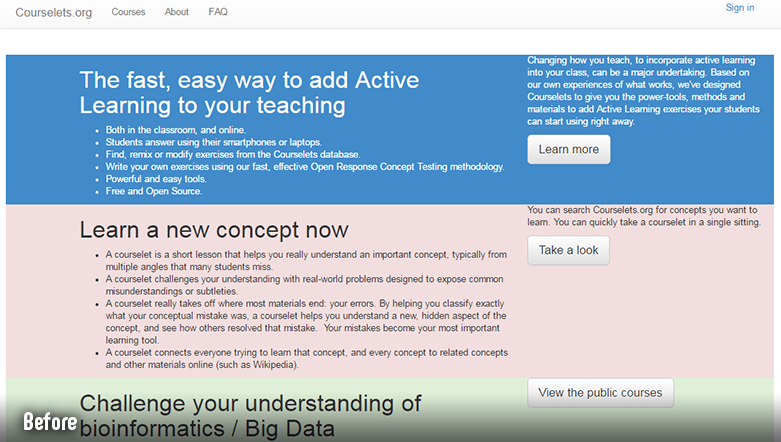 Courselets.org Courses About FAQ Sign in
The fast, easy way to add Active
Learning to your teaching
• Both in the classroom, and online.
• Students answer using their smartphones or laptops.
• Find, remix or modify exercises from the Courselets database.
• Write your own exercises using our fast, effective Open Response Concept Testing methodology.
• Powerful and easy tools.
• Free and Open Source.
Changing how you teach, to incorporate active learning
into your class, can be a major undertaking. Based on
our own experiences of what works, we've designed
Courselets to give you the power-tools, methods and
materials to add Active Learning exercises your students
can start using right away.
Learn more
Learn a new concept now
• A courselet is a short lesson that helps you really understand an important concept, typically from
multiple angles that many students miss.
• A courselet challenges your understanding with real-world problems designed to expose common
misunderstandings or subtleties.
• A courselet really takes off where most materials end: your errors. By helping you classify exactly
what your conceptual mistake was, a courselet helps you understand a new, hidden aspect of the
concept, and see how others resolved that mistake. Your mistakes become your most important
learning tool.
• A courselet connects everyone trying to learn that concept, and every concept to related concepts
and other materials online (such as Wikipedia).
You can search Courselets.org for concepts you want to
learn. You can quickly take a courselet in a single sitting.
Take a look
Challenge your understanding of
bioinformatics / Big Data
View the public courses
Before